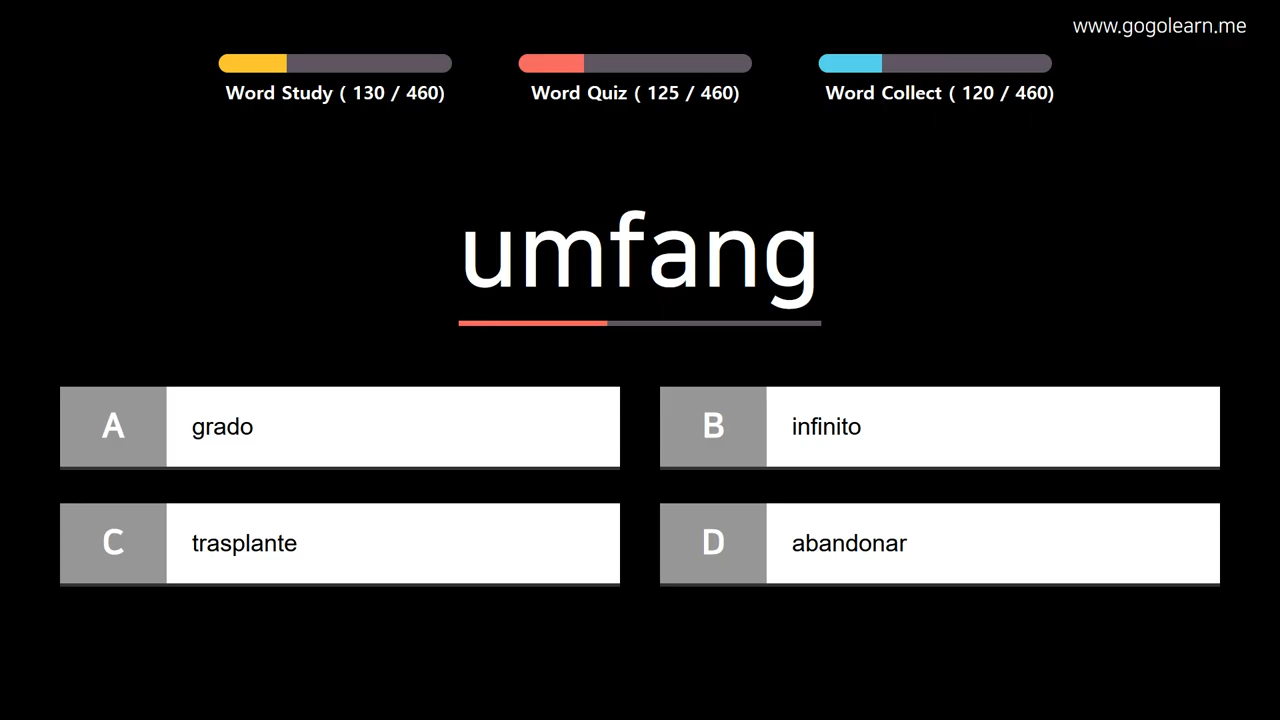 www.gogolearn.me
Word Study ( 130 / 460)
Word Quiz ( 125 / 460)
Word Collect ( 120 / 460)
umfang
A grado
B infinito
C trasplante
D abandonar